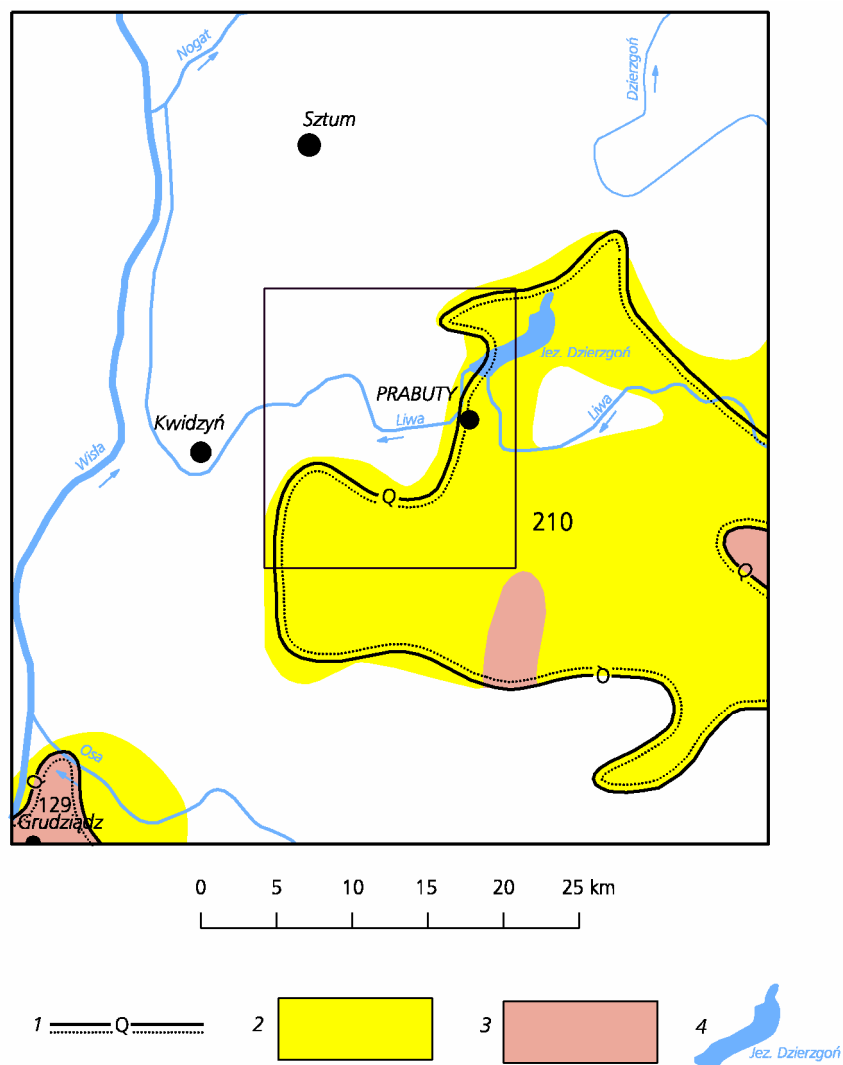 Nogat
Dzierzgoń
Sztum
Jez. Dzierzgoń
PRABUTY
Liwa
Liwa
Kwidzyń
Wisła
Q
210
Q
Q
Osa
Q
129
Grudziądz
0 5 10 15 20 25 km
1 Q 2 3 4 Jez. Dzierzgoń